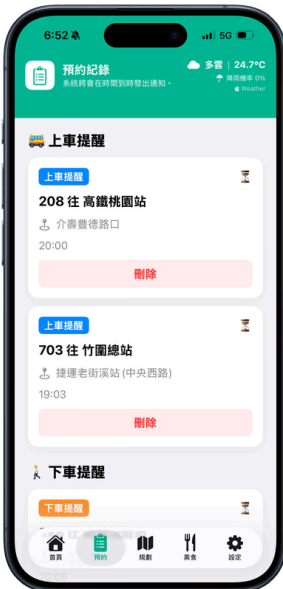 6:52
5G
預約紀錄
系統將會在時間到時發出通知。
多雲 | 24.7°C
降雨機率 0%
Weather
上車提醒
上車提醒
208 往 高鐵桃園站
介壽豐德路口
20:00
刪除
上車提醒
703 往 竹圍總站
捷運老街溪站 (中央西路)
19:03
刪除
下車提醒
下車提醒
首頁
預約
規劃
美食
設定